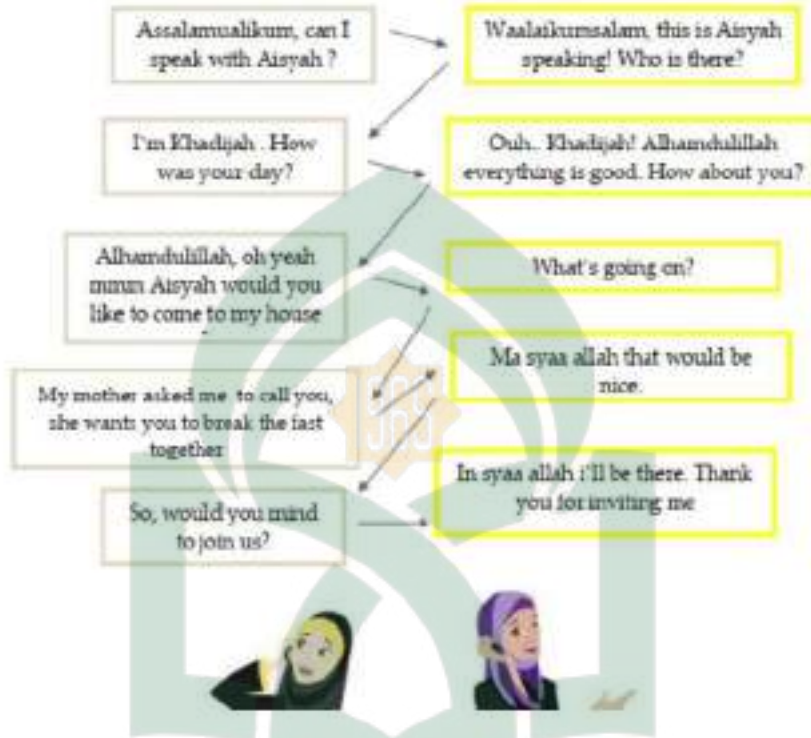 Assalamualikum, can I
speak with Aisyah ?
Waalaikumsalam, this is Aisyah
speaking! Who is there?
I'm Khadijah . How
was your day?
Ouh.. Khadijah! Alhamdulillah
everything is good. How about you?
Alhamdulillah, oh yeah
Aisyah would you
like to come to my house
What's going on?
My mother asked me to call you,
she wants you to break the fast
together
Ma syaa allah that would be
nice.
So, would you mind
to join us?
In syaa allah i'll be there. Thank
you for inviting me